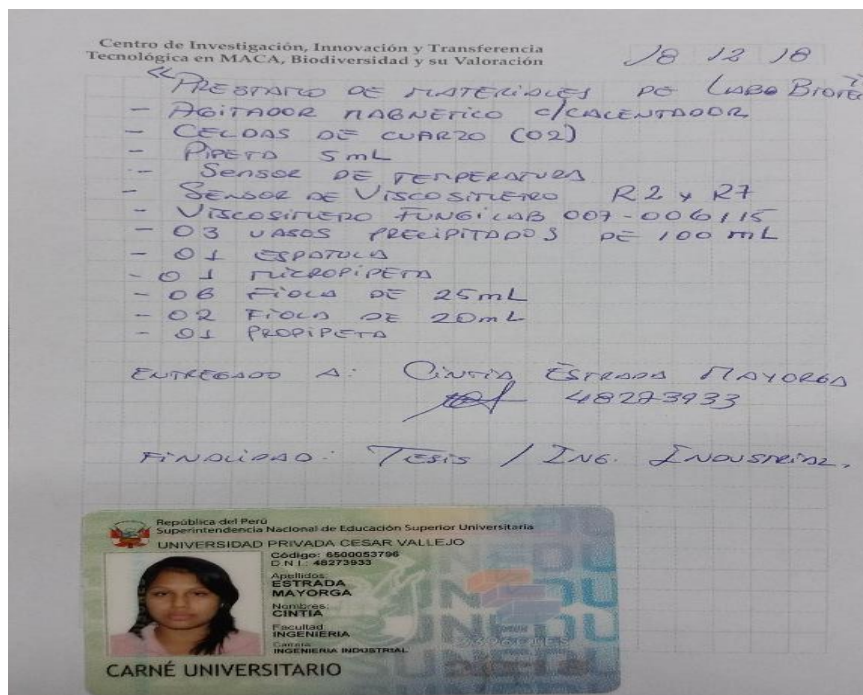 Centro de Investigación, Innovación y Transferencia
Tecnológica en MACA, Biodiversidad y su Valoración
18 12 18
"PRESTAMO DE MATERIALES DE LABO BIOTEC
- AGITADOR MAGNETICO C/CALENTADOR
- CELDAS DE CUARZO (02)
- PIPETA 5mL
- SENSOR DE TEMPERATURA
- SENSOR DE VISCOSIMETRO R2 y R7
- VISCOSIMETRO FUNGILAB 007-006115
- 03 VASOS PRECIPITADOS DE 100 mL
- 01 ESPATULA
- 01 MICROPIPETA
- 06 FIOLA DE 25mL
- 02 FIOLA DE 20mL
- 01 PROPIPETA
ENTREGADO A: CINTIA ESTRADA MAYORGA
48273933
FINALIDAD: TESIS / ING. INDUSTRIAL.
República del Perú
Superintendencia Nacional de Educación Superior Universitaria
UNIVERSIDAD PRIVADA CESAR VALLEJO
Código: 6500053796
D.N.I.: 48273933
Apellidos:
ESTRADA
MAYORGA
Nombres:
CINTIA
Facultad
INGENIERIA
Carrera
INGENIERIA INDUSTRIAL
CARNÉ UNIVERSITARIO